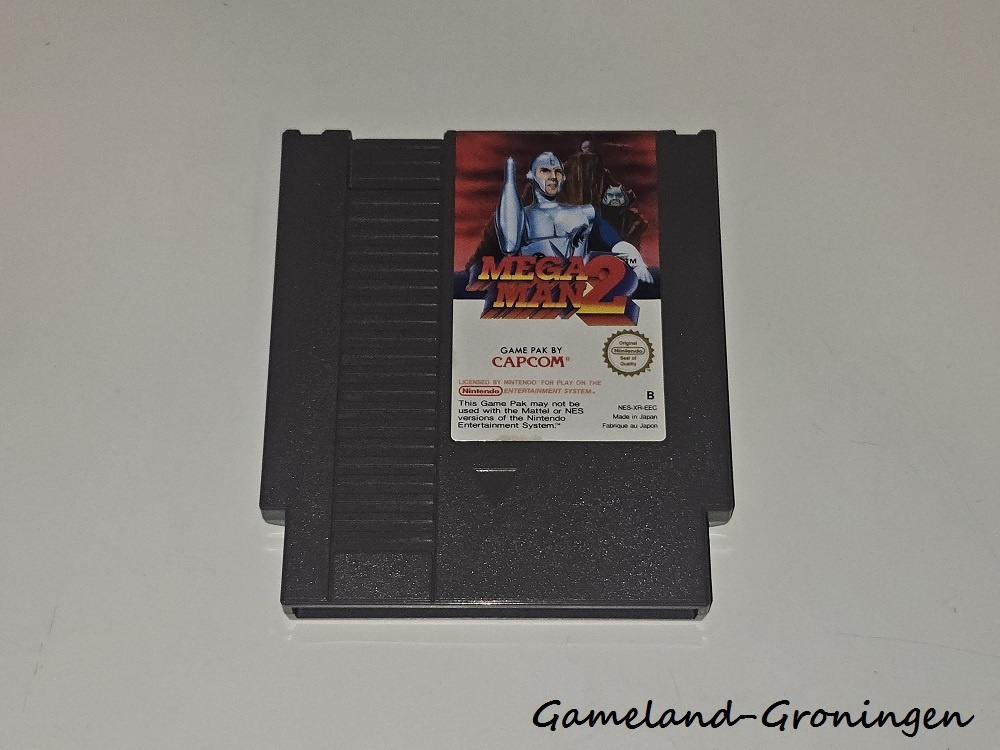 MEGA
MAN 2 TM
GAME PAK BY
CAPCOM®
Original
Nintendo
Seal of
Quality
LICENSED BY NINTENDO FOR PLAY ON THE
Nintendo ENTERTAINMENT SYSTEM™
This Game Pak may not be
used with the Mattel or NES
versions of the Nintendo
Entertainment System.™
B
NES-XR-EEC
Made in Japan
Fabrique au Japon
Gameland-Groningen